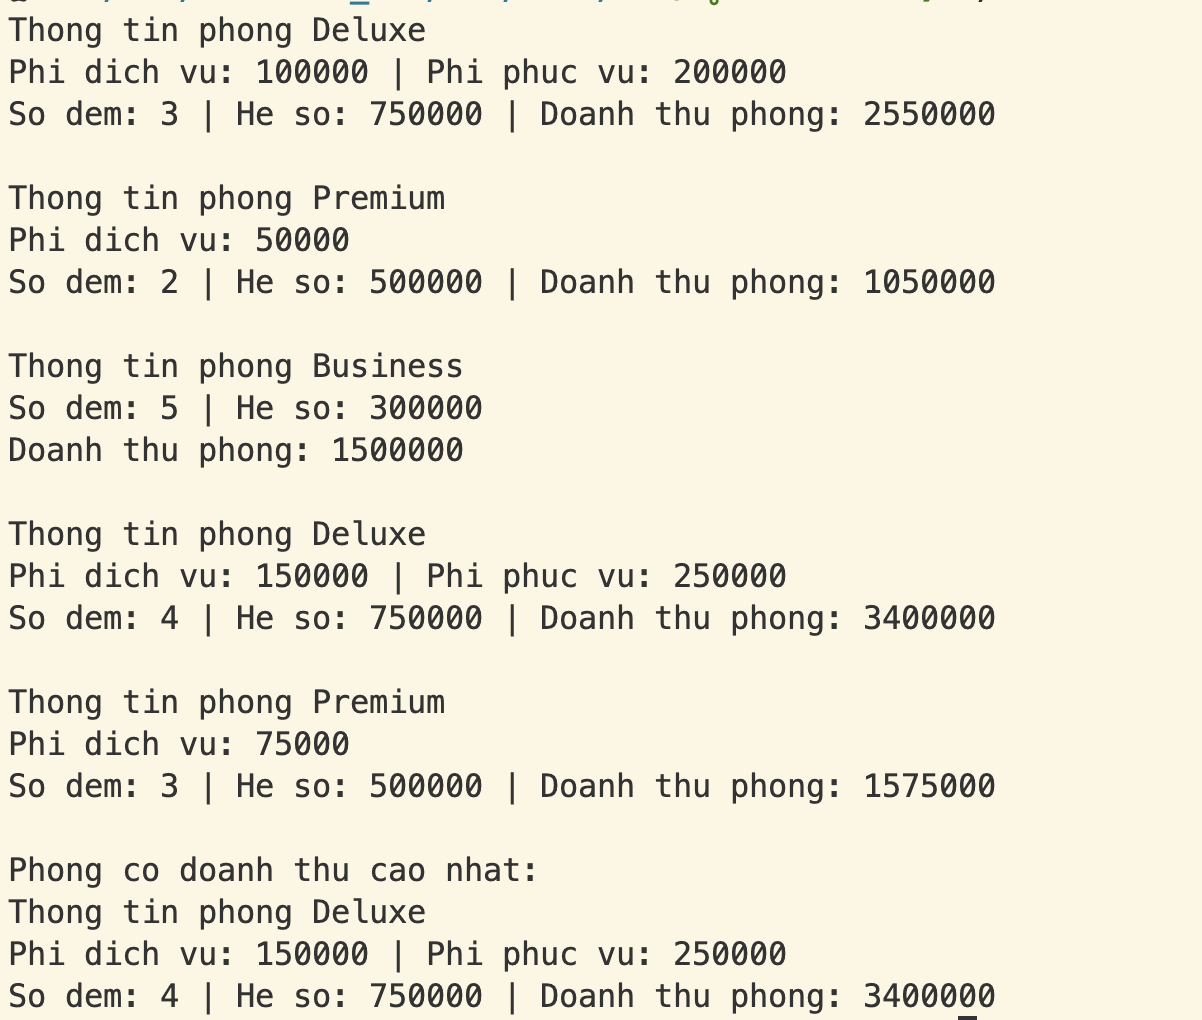 Thong tin phong Deluxe
Phi dich vu: 100000 | Phi phuc vu: 200000
So dem: 3 | He so: 750000 | Doanh thu phong: 2550000
Thong tin phong Premium
Phi dich vu: 50000
So dem: 2 | He so: 500000 | Doanh thu phong: 1050000
Thong tin phong Business
So dem: 5 | He so: 300000
Doanh thu phong: 1500000
Thong tin phong Deluxe
Phi dich vu: 150000 | Phi phuc vu: 250000
So dem: 4 | He so: 750000 | Doanh thu phong: 3400000
Thong tin phong Premium
Phi dich vu: 75000
So dem: 3 | He so: 500000 | Doanh thu phong: 1575000
Phong co doanh thu cao nhat:
Thong tin phong Deluxe
Phi dich vu: 150000 | Phi phuc vu: 250000
So dem: 4 | He so: 750000 | Doanh thu phong: 3400000